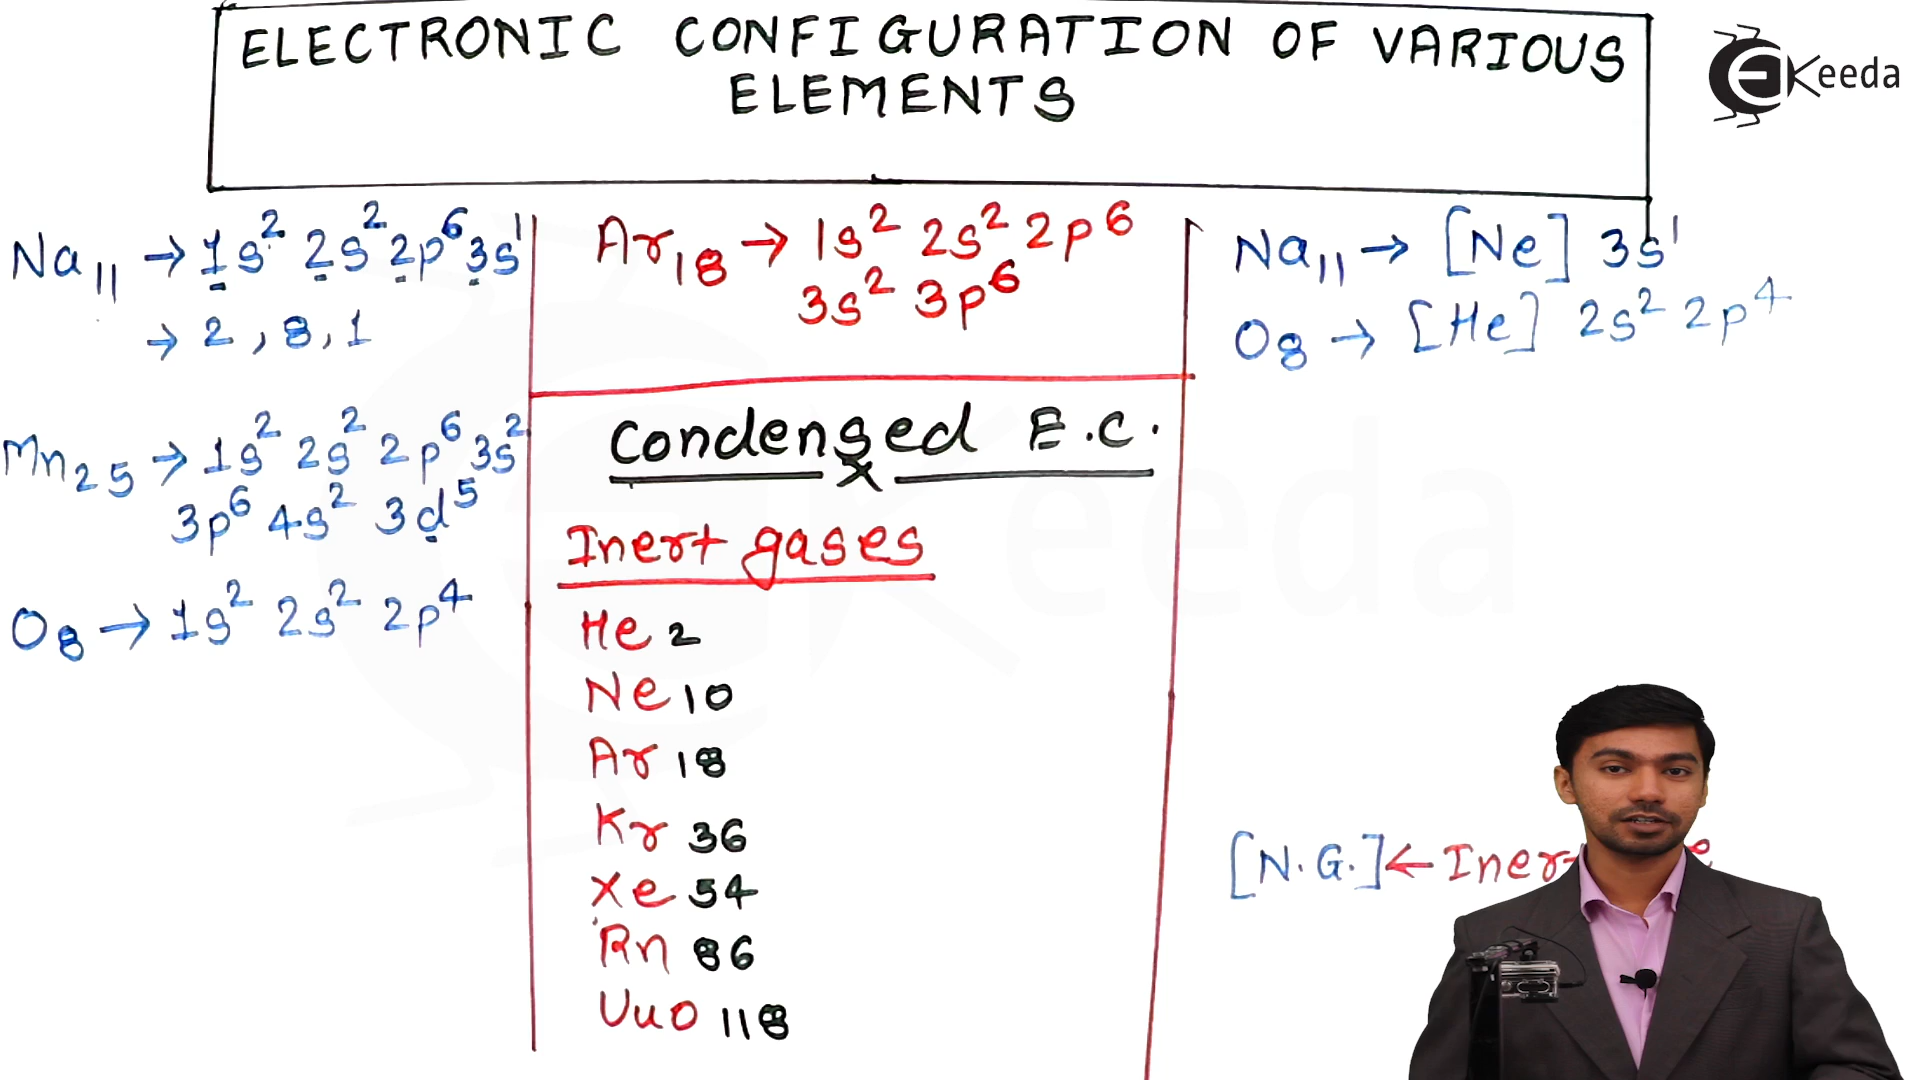 ELECTRONIC CONFIGURATION OF VARIOUS
ELEMENTS
Keeda
Na₁₁ → 1s² 2s² 2p⁶ 3s¹
→ 2, 8, 1
Mn₂₅ → 1s² 2s² 2p⁶ 3s²
3p⁶ 4s² 3d⁵
O₈ → 1s² 2s² 2p⁴
Ar₁₈ → 1s² 2s² 2p⁶
3s² 3p⁶
Condensed E.C.
Inert gases
He 2
Ne 10
Ar 18
Kr 36
Xe 54
Rn 86
Uuo 118
Na₁₁ → [Ne] 3s¹
O₈ → [He] 2s² 2p⁴
[N.G.] ←
Keeda